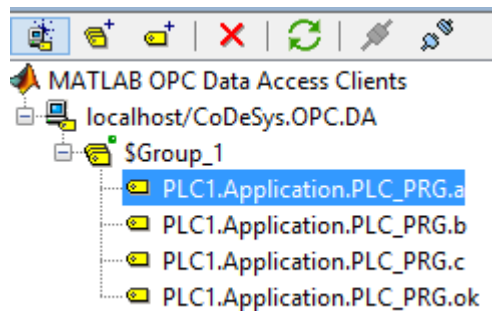 MATLAB OPC Data Access Clients
localhost/CoDeSys.OPC.DA
$Group_1
PLC1.Application.PLC_PRG.a
PLC1.Application.PLC_PRG.b
PLC1.Application.PLC_PRG.c
PLC1.Application.PLC_PRG.ok